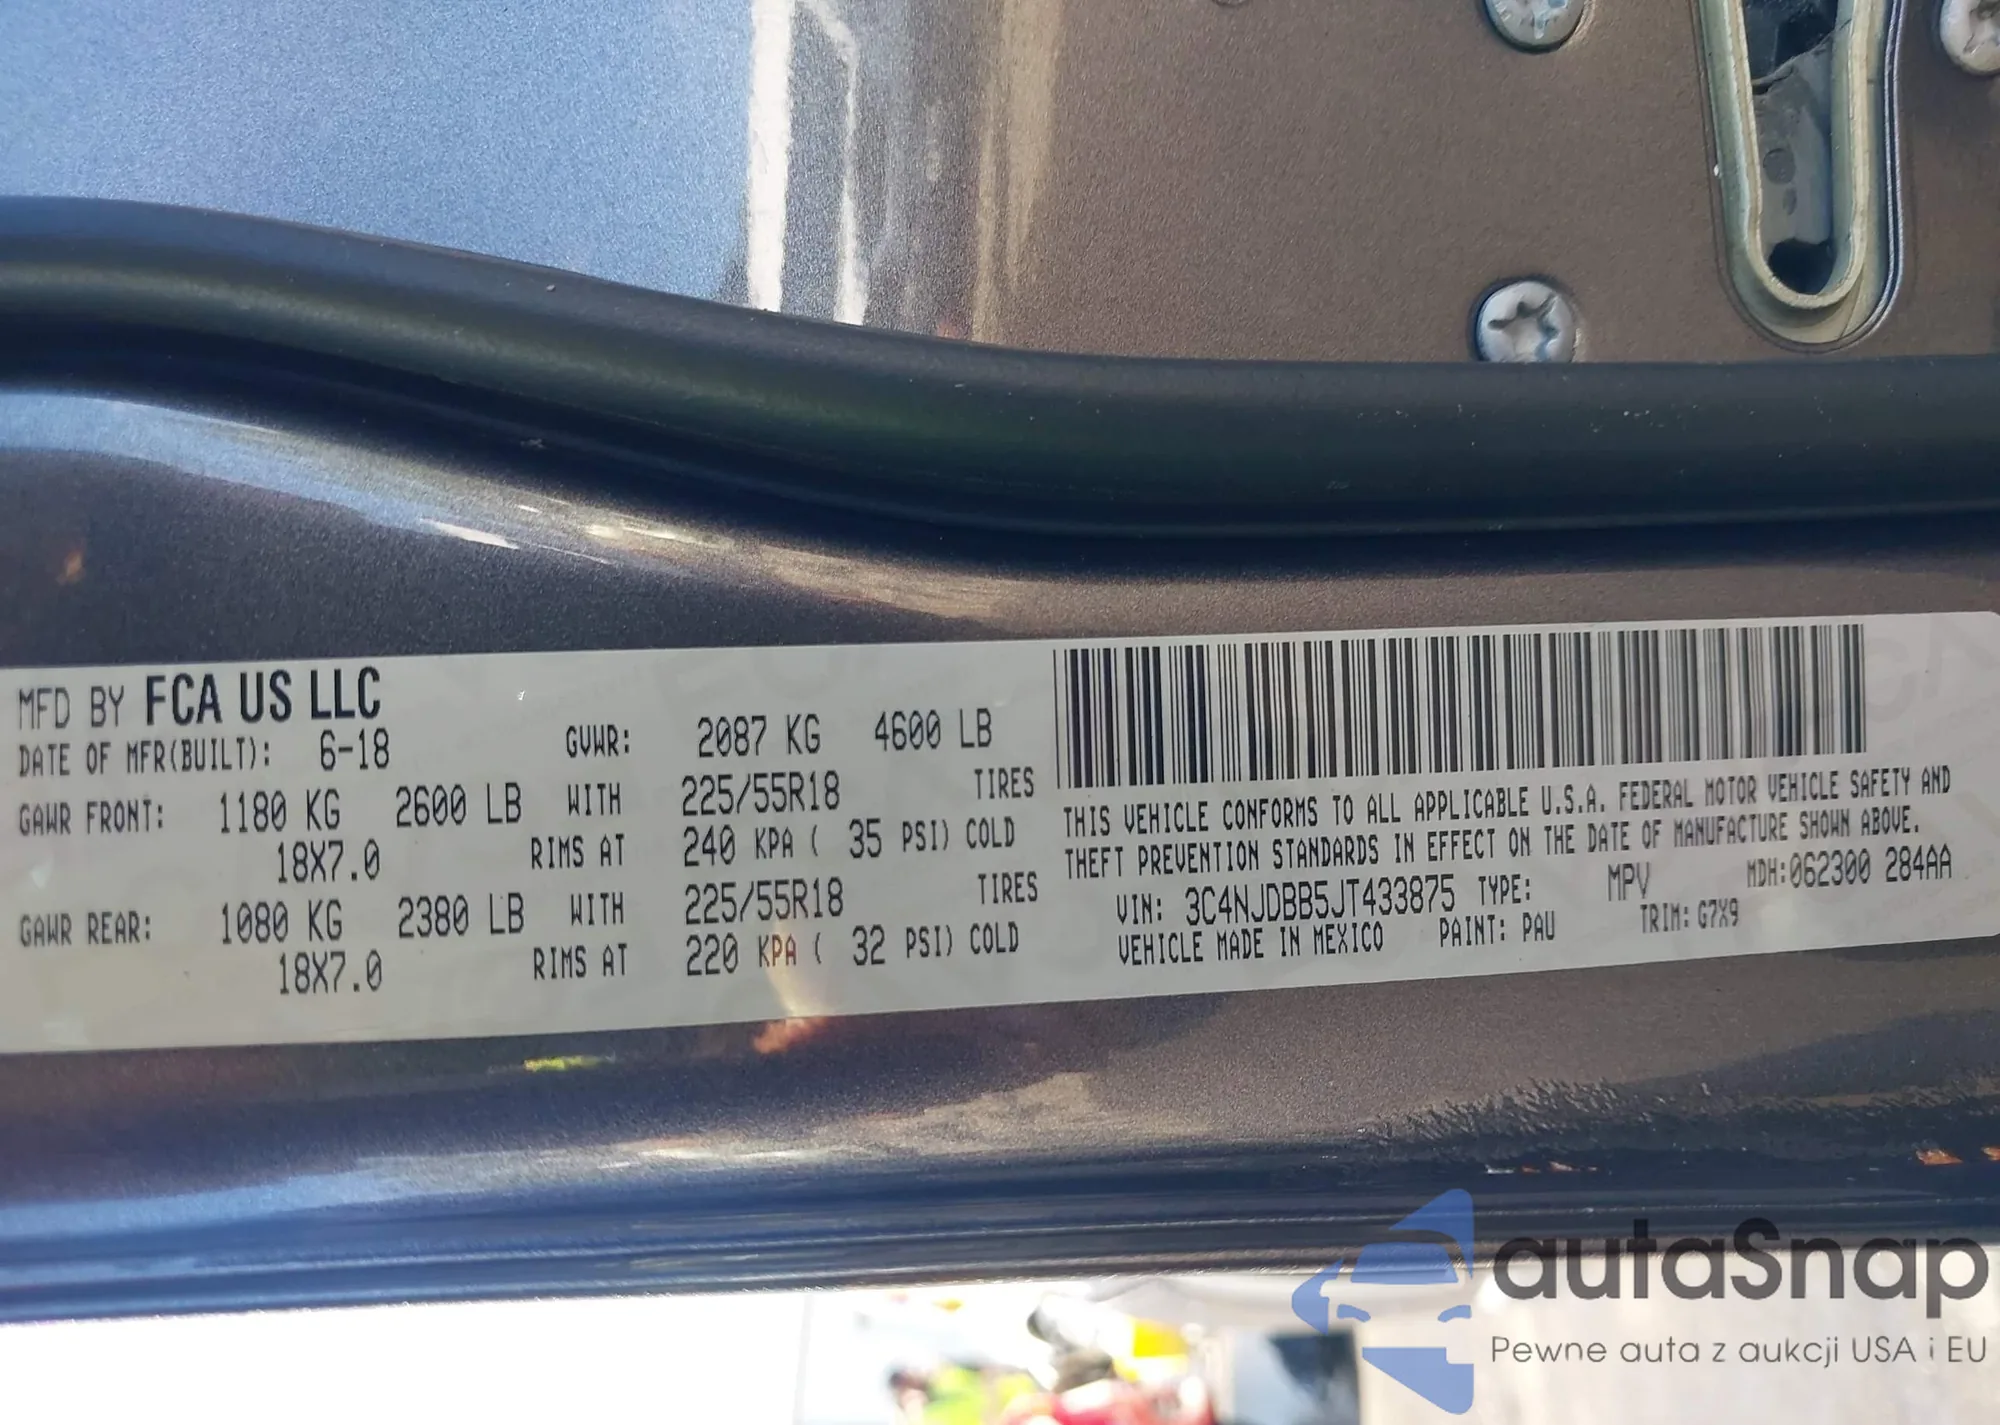 MFD BY FCA US LLC
DATE OF MFR(BUILT): 6-18 GVWR: 2087 KG 4600 LB
GAWR FRONT: 1180 KG 2600 LB WITH 225/55R18 TIRES
18X7.0 RIMS AT 240 KPA ( 35 PSI) COLD
GAWR REAR: 1080 KG 2380 LB WITH 225/55R18 TIRES
18X7.0 RIMS AT 220 KPA ( 32 PSI) COLD
THIS VEHICLE CONFORMS TO ALL APPLICABLE U.S.A. FEDERAL MOTOR VEHICLE SAFETY AND
THEFT PREVENTION STANDARDS IN EFFECT ON THE DATE OF MANUFACTURE SHOWN ABOVE.
VIN: 3C4NJDBB5JT433875 TYPE: MPV MDH:062300 284AA
VEHICLE MADE IN MEXICO PAINT: PAU TRIM: G7X9
autaSnap
Pewne auta z aukcji USA i EU